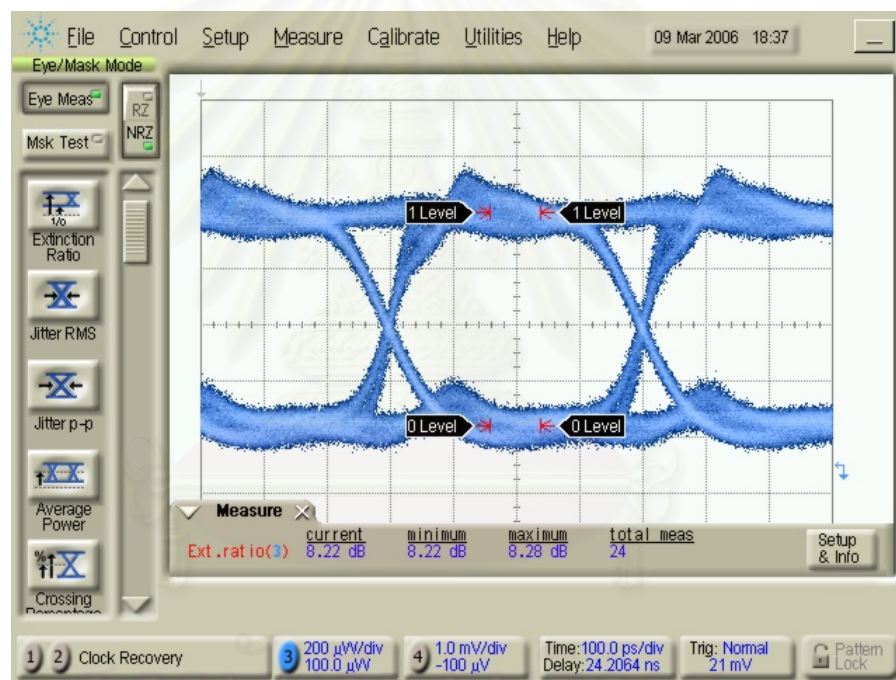 File Control Setup Measure Calibrate Utilities Help 09 Mar 2006 18:37
Eye/Mask Mode
Eye Meas
RZ
NRZ
Msk Test
1/0
Extinction
Ratio
Jitter RMS
Jitter p-p
Average
Power
%
Crossing
1 Level 1 Level
0 Level 0 Level
Measure
current minimum maximum total meas
Ext.ratio(3) 8.22 dB 8.22 dB 8.28 dB 24
Setup
& Info
1 2 Clock Recovery
3 200 µW/div
100.0 µW
4 1.0 mV/div
-100 µV
Time:100.0 ps/div
Delay:24.2064 ns
Trig: Normal
21 mV
Pattern
Lock